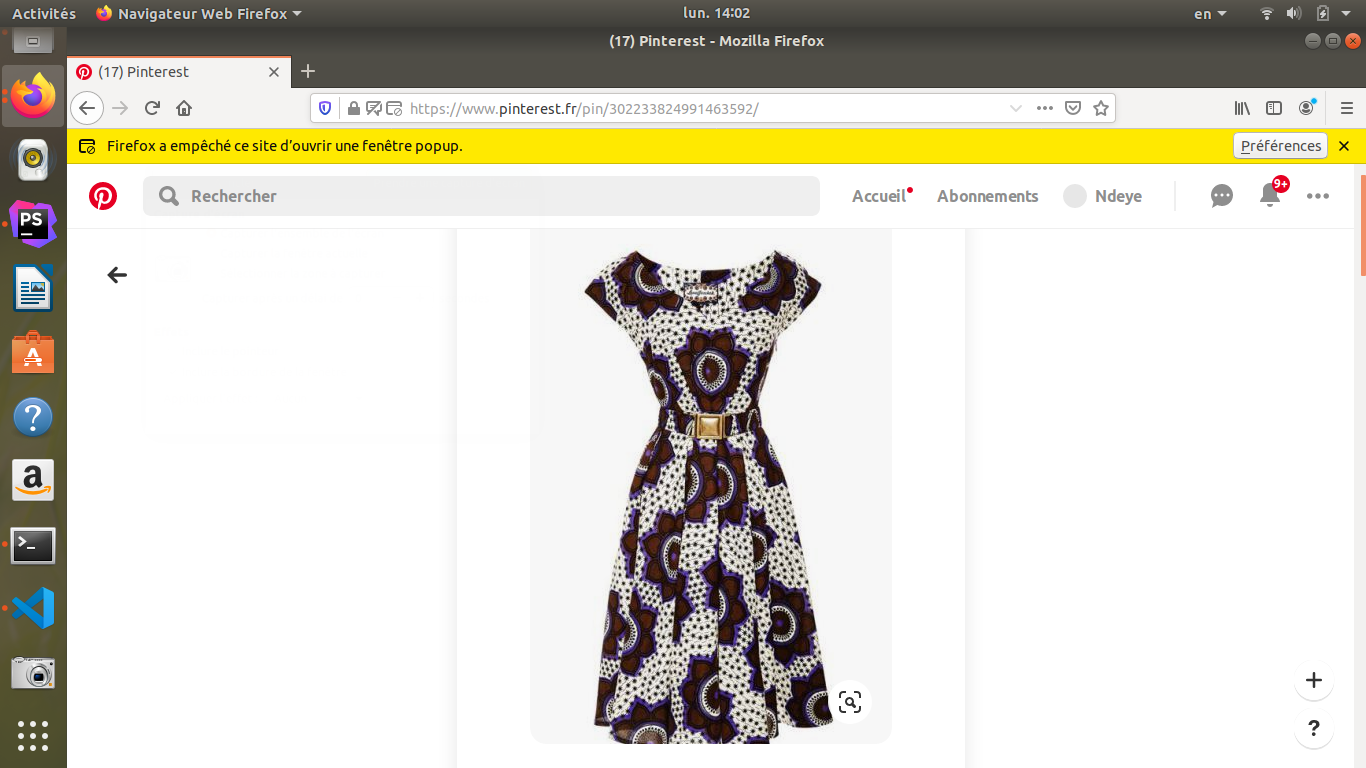 Activités
Navigateur Web Firefox
lun. 14:02
en
(17) Pinterest - Mozilla Firefox
(17) Pinterest
https://www.pinterest.fr/pin/302233824991463592/
Firefox a empêché ce site d’ouvrir une fenêtre popup.
Préférences
Rechercher
Accueil
Abonnements
Ndeye
9+
PS
A
?
a
>_
?